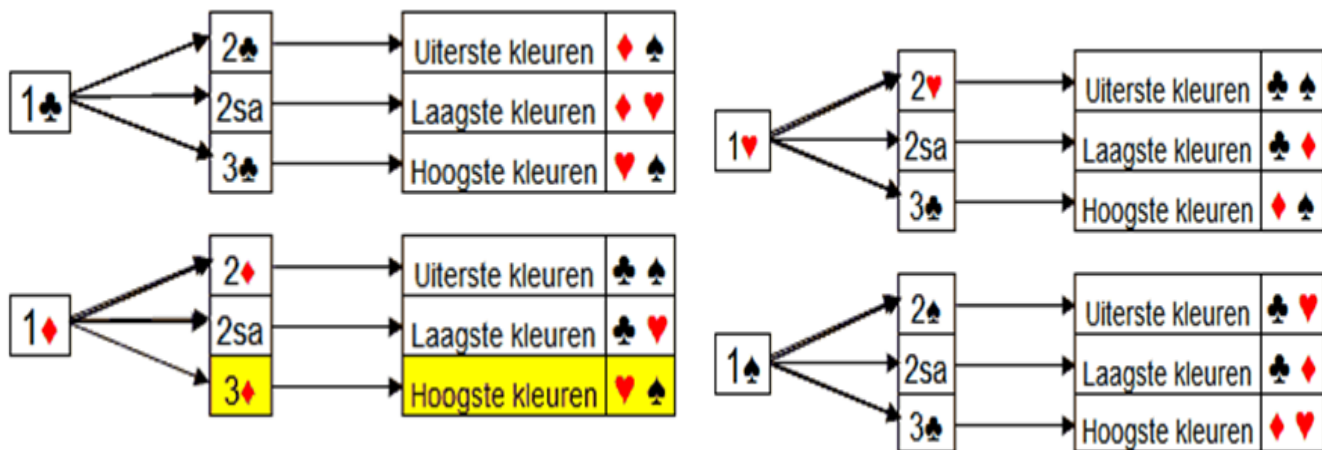 1♣
2♣ Uiterste kleuren ♦ ♠
2sa Laagste kleuren ♦ ♥
3♣ Hoogste kleuren ♥ ♠
1♦
2♦ Uiterste kleuren ♣ ♠
2sa Laagste kleuren ♣ ♥
3♦ Hoogste kleuren ♥ ♠
1♥
2♥ Uiterste kleuren ♣ ♠
2sa Laagste kleuren ♣ ♦
3♣ Hoogste kleuren ♦ ♠
1♠
2♠ Uiterste kleuren ♣ ♥
2sa Laagste kleuren ♣ ♦
3♣ Hoogste kleuren ♦ ♥